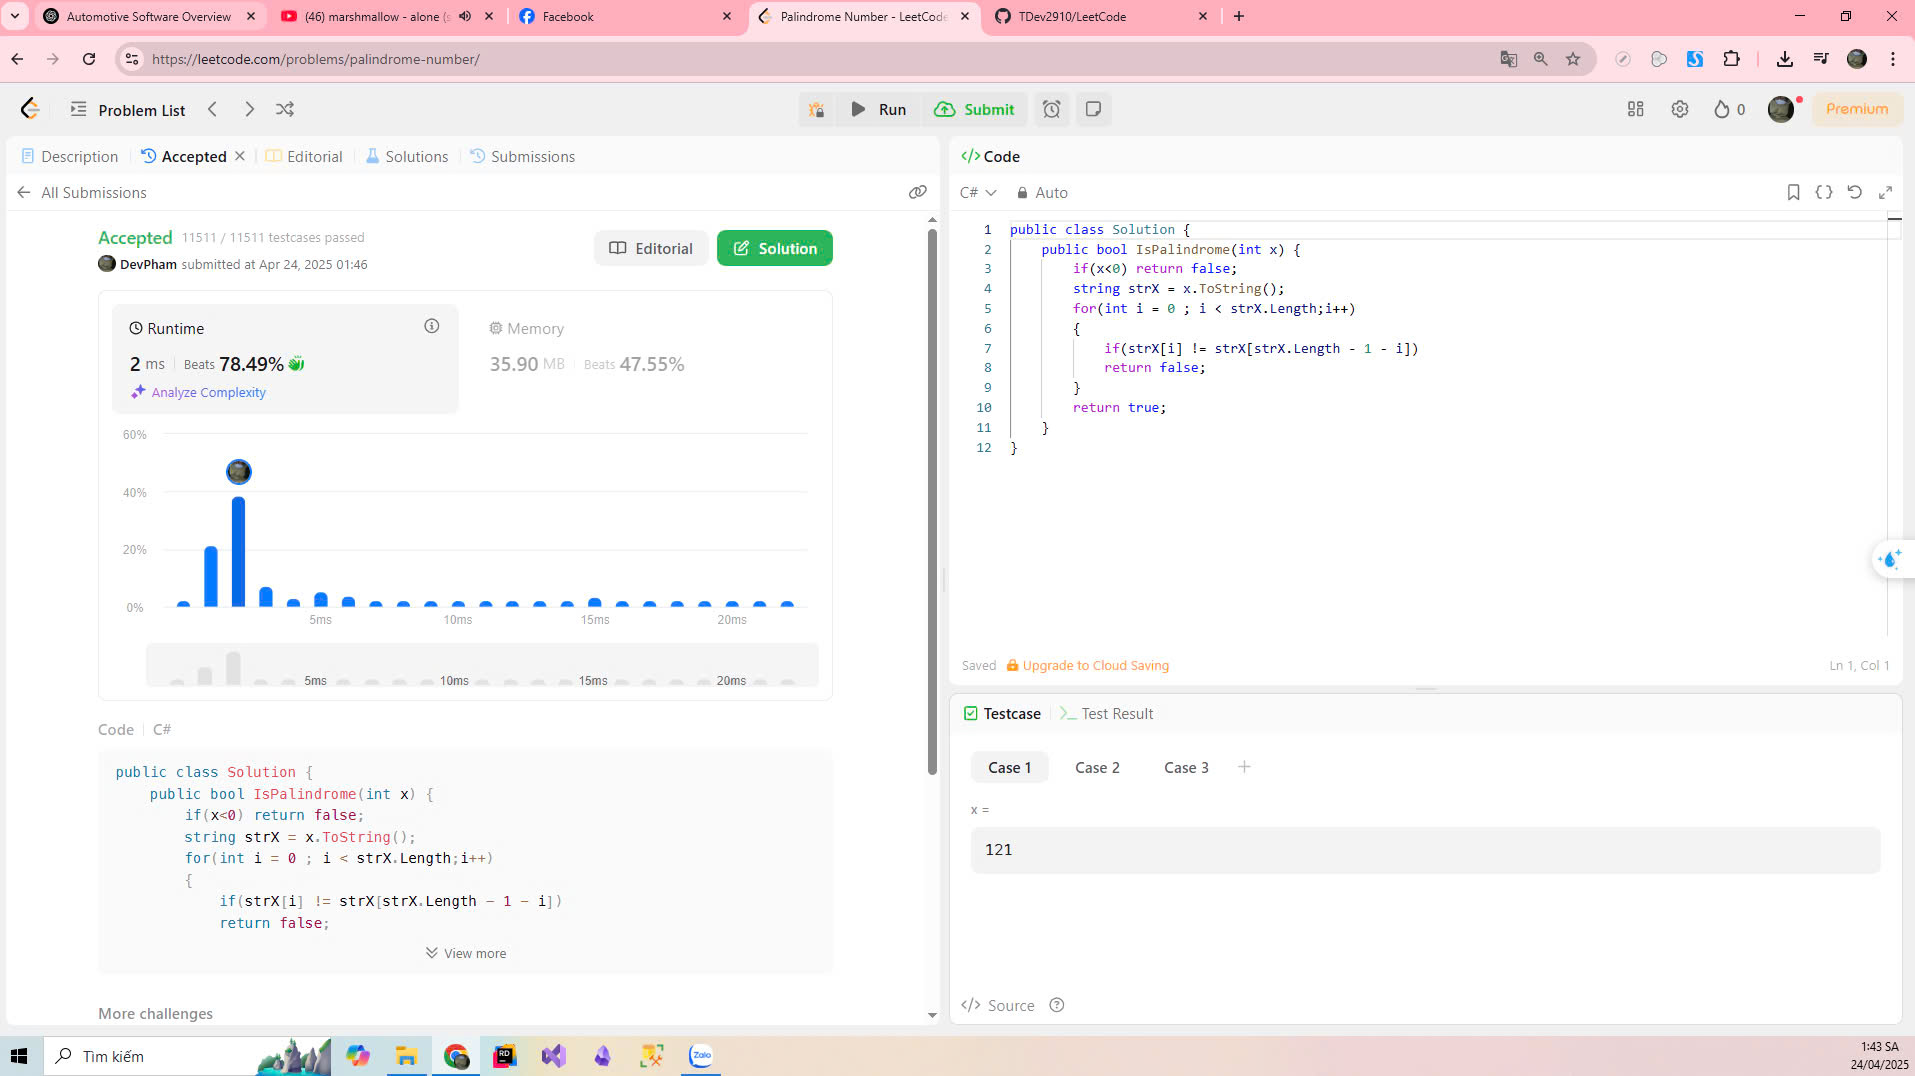 Automotive Software Overview
(46) marshmallow - alone (s
Facebook
Palindrome Number - LeetCode
TDev2910/LeetCode
https://leetcode.com/problems/palindrome-number/
Problem List
Run
Submit
0
Premium
Description
Accepted
Editorial
Solutions
Submissions
All Submissions
Accepted 11511 / 11511 testcases passed
DevPham submitted at Apr 24, 2025 01:46
Editorial
Solution
Runtime
2 ms Beats 78.49%
Analyze Complexity
Memory
35.90 MB Beats 47.55%
60%
40%
20%
0%
5ms 10ms 15ms 20ms
5ms 10ms 15ms 20ms
Code C#
public class Solution {
public bool IsPalindrome(int x) {
if(x<0) return false;
string strX = x.ToString();
for(int i = 0 ; i < strX.Length;i++)
{
if(strX[i] != strX[strX.Length - 1 - i])
return false;
View more
More challenges
Code
C#
Auto
1 public class Solution {
2 public bool IsPalindrome(int x) {
3 if(x<0) return false;
4 string strX = x.ToString();
5 for(int i = 0 ; i < strX.Length;i++)
6 {
7 if(strX[i] != strX[strX.Length - 1 - i])
8 return false;
9 }
10 return true;
11 }
12 }
Saved Upgrade to Cloud Saving
Ln 1, Col 1
Testcase
Test Result
Case 1 Case 2 Case 3
x =
121
Source
Tìm kiếm
RD
Zalo
1:43 SA
24/04/2025